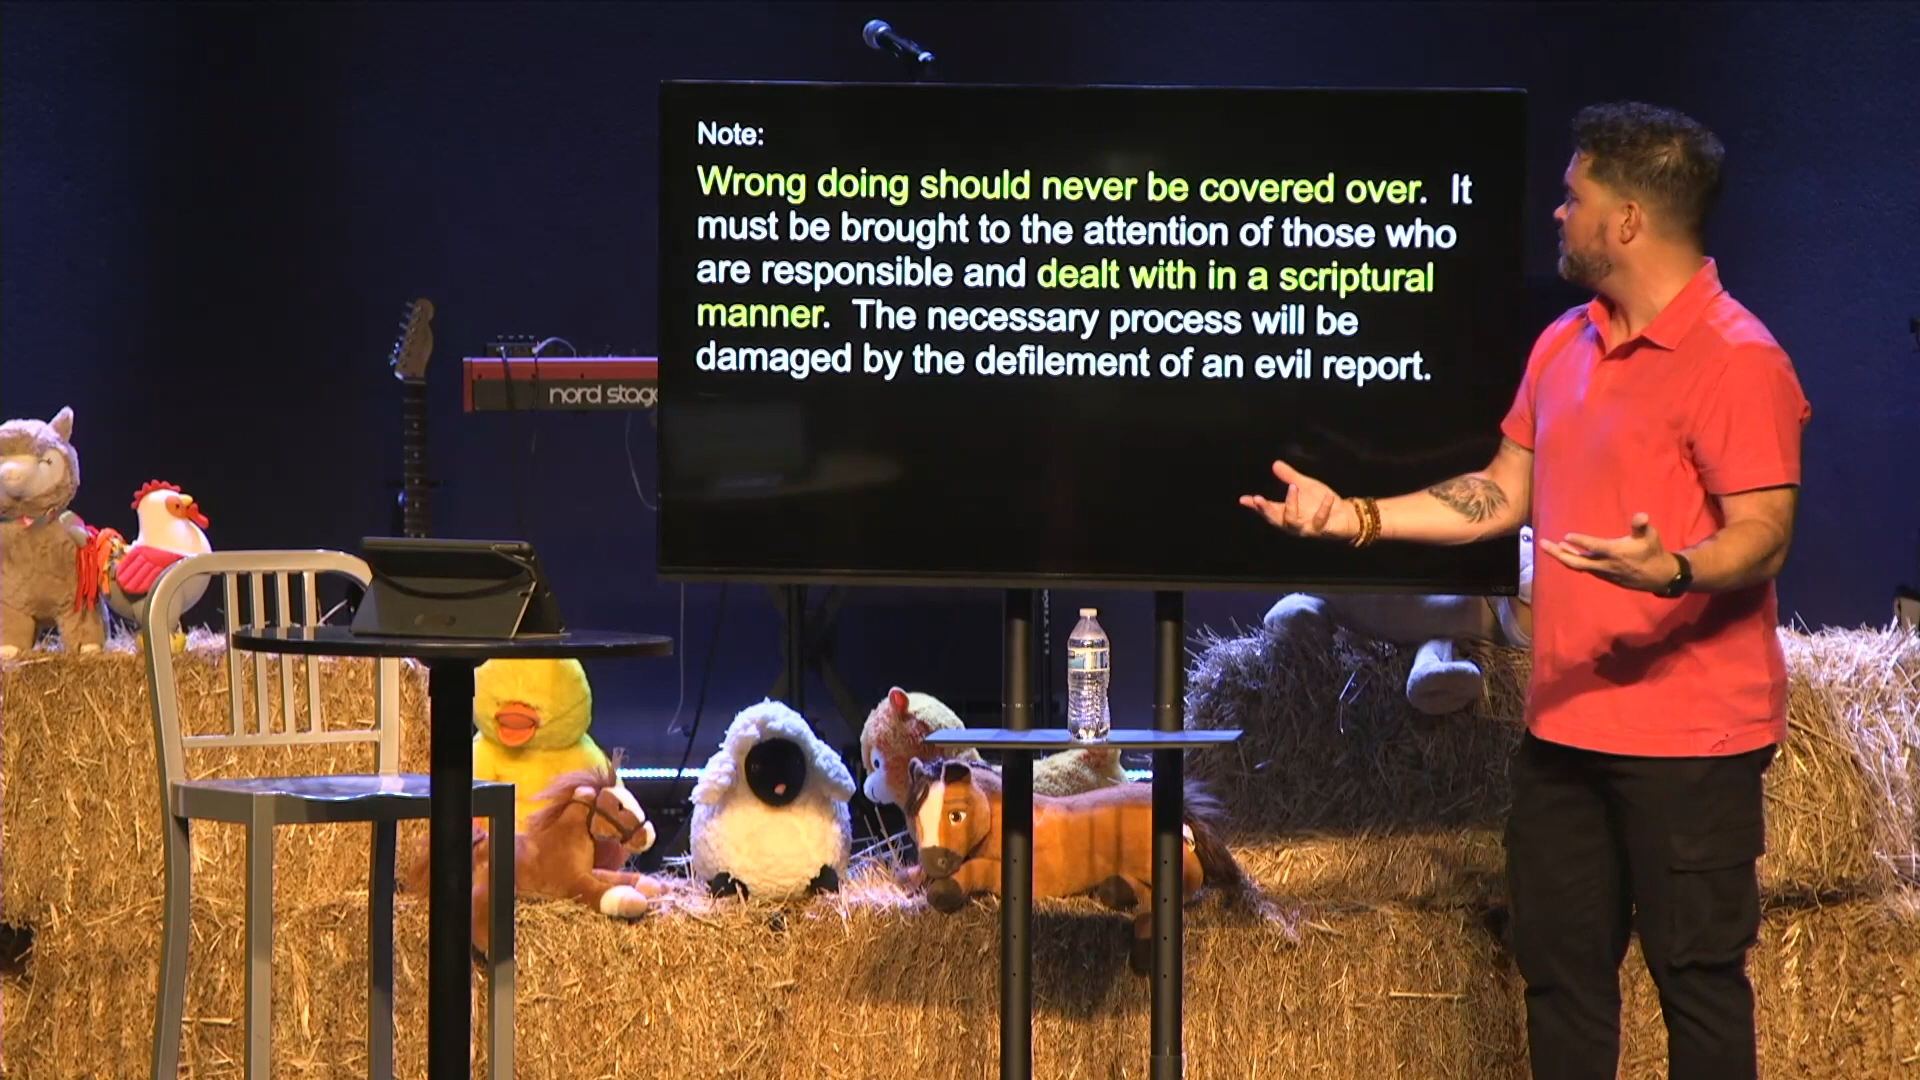 Note:
Wrong doing should never be covered over. It
must be brought to the attention of those who
are responsible and dealt with in a scriptural
manner. The necessary process will be
damaged by the defilement of an evil report.
nord stage